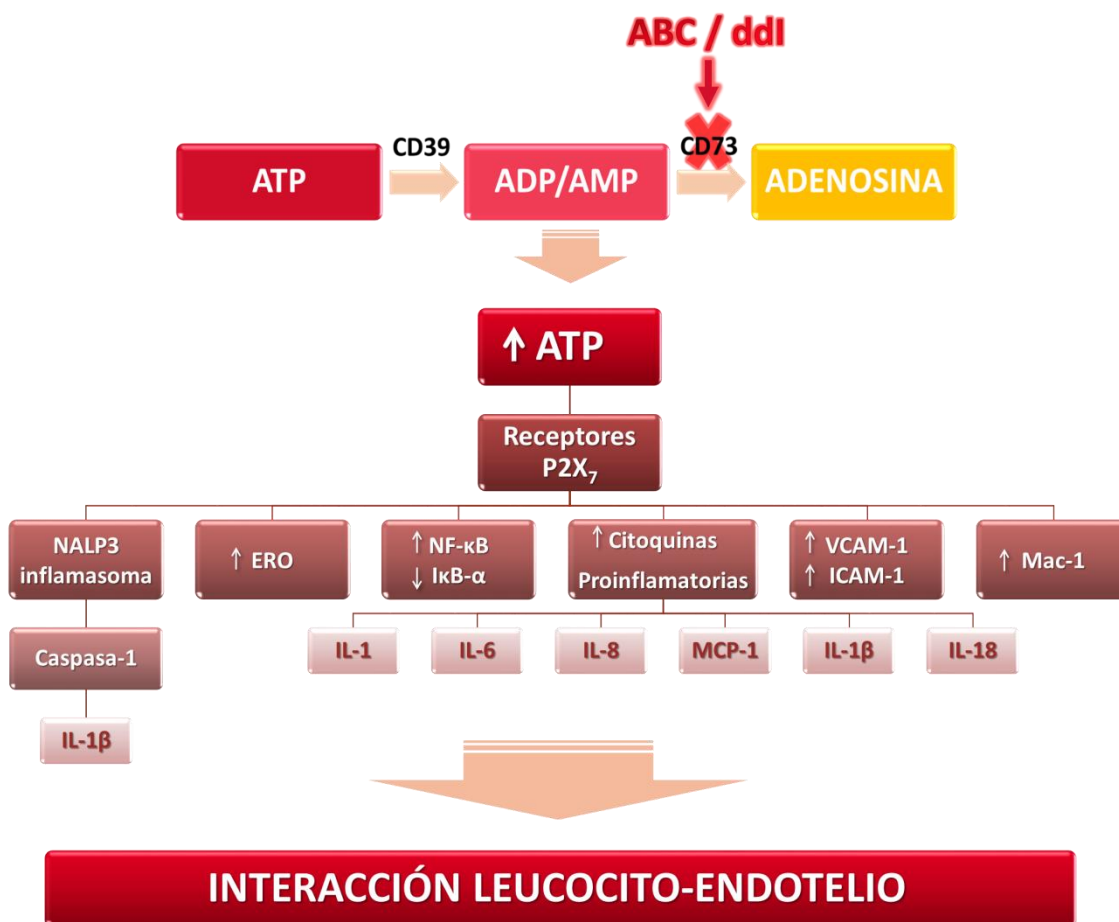 ABC / ddI
CD39
CD73
ATP
ADP/AMP
ADENOSINA
↑ ATP
Receptores
P2X₇
NALP3
inflamasoma
↑ ERO
↑ NF-κB
↓ IκB-α
↑ Citoquinas
Proinflamatorias
↑ VCAM-1
↑ ICAM-1
↑ Mac-1
Caspasa-1
IL-1β
IL-1
IL-6
IL-8
MCP-1
IL-1β
IL-18
INTERACCIÓN LEUCOCITO-ENDOTELIO